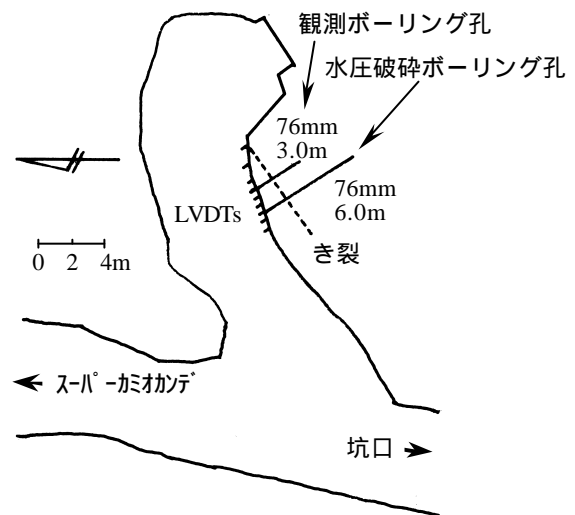 観測ボーリング孔
水圧破砕ボーリング孔
76mm
3.0m
76mm
6.0m
LVDTs
き裂
0 2 4m
ｽｰﾊﾟｰｶﾐｵｶﾝﾃﾞ
坑口